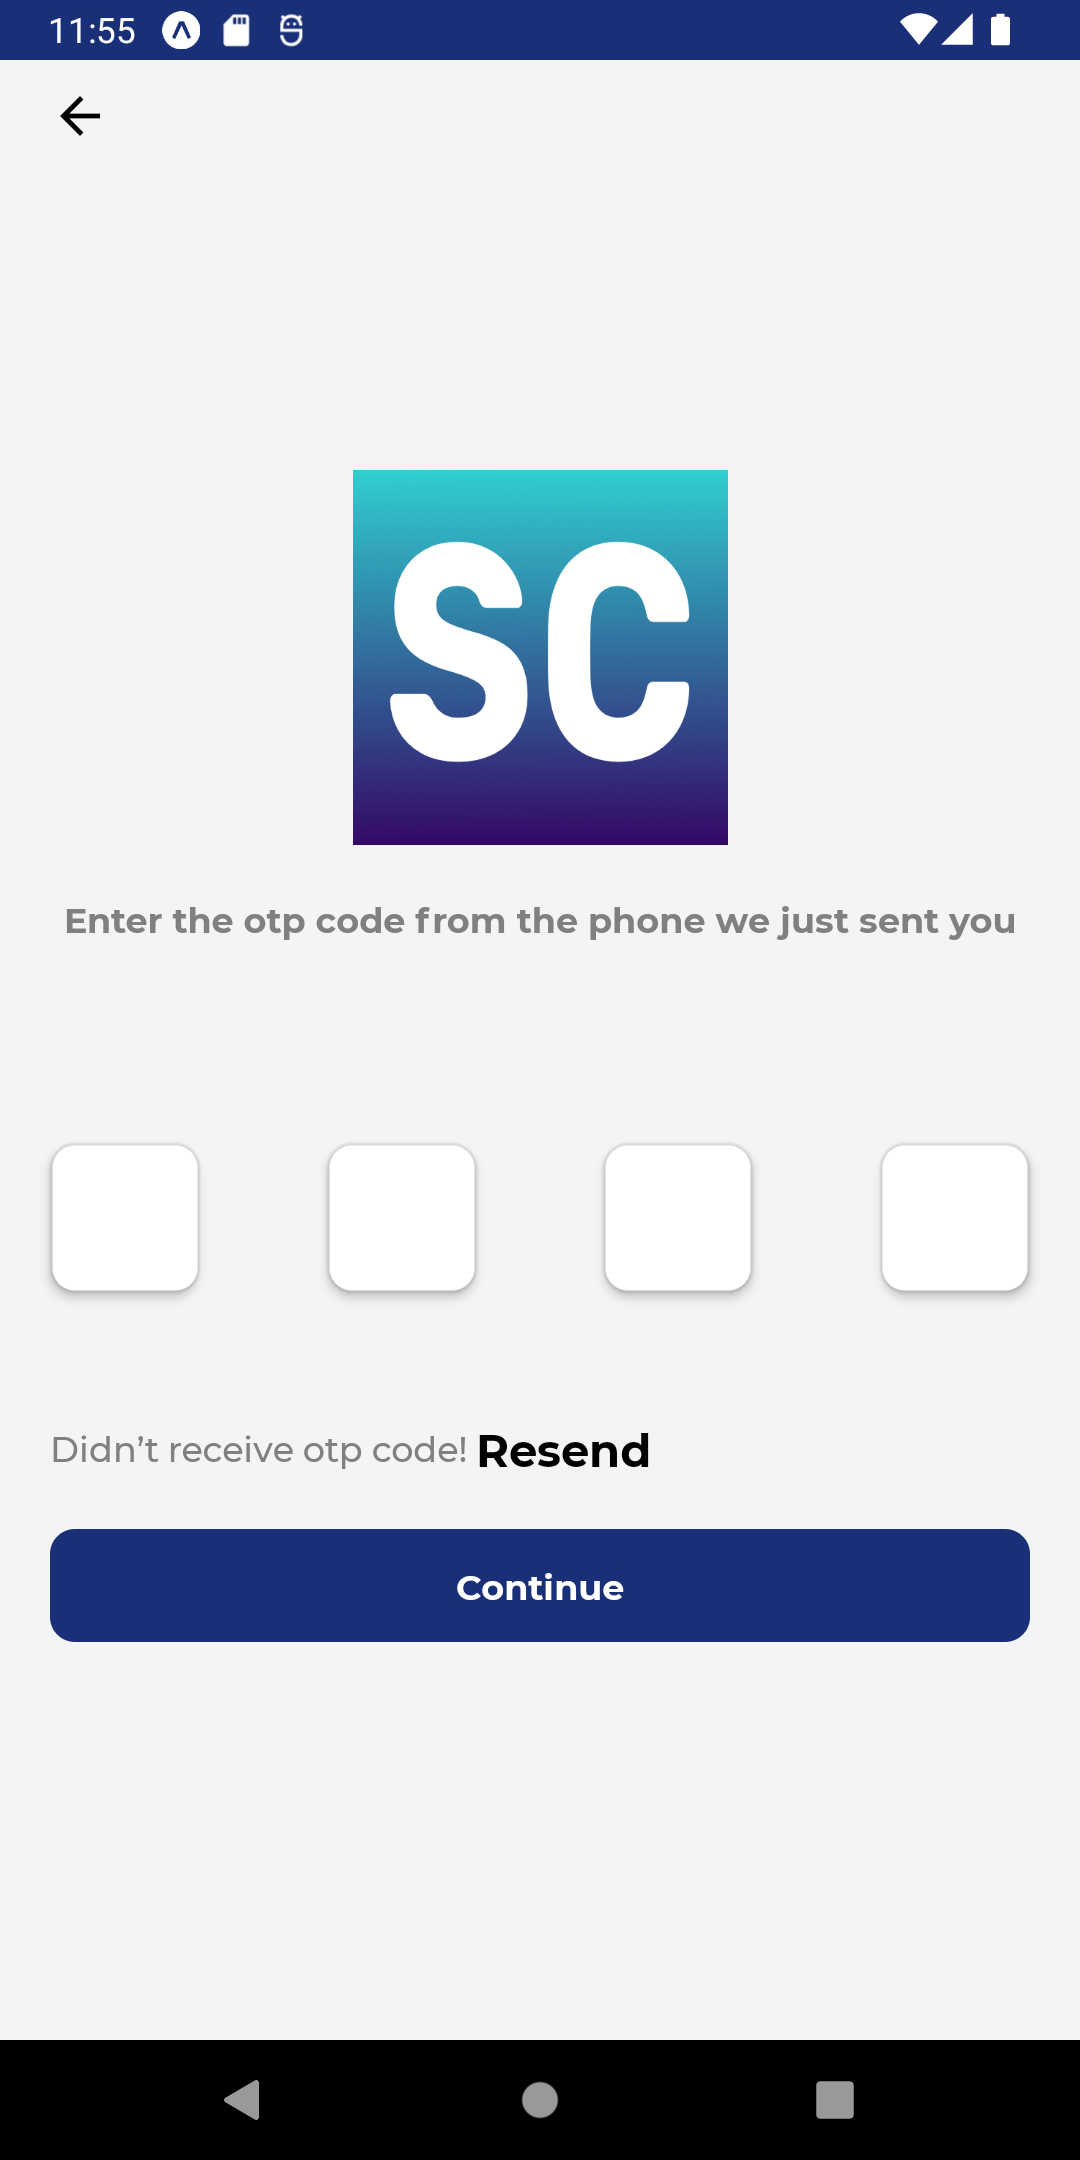 11:55
SC
Enter the otp code from the phone we just sent you
Didn’t receive otp code! Resend
Continue